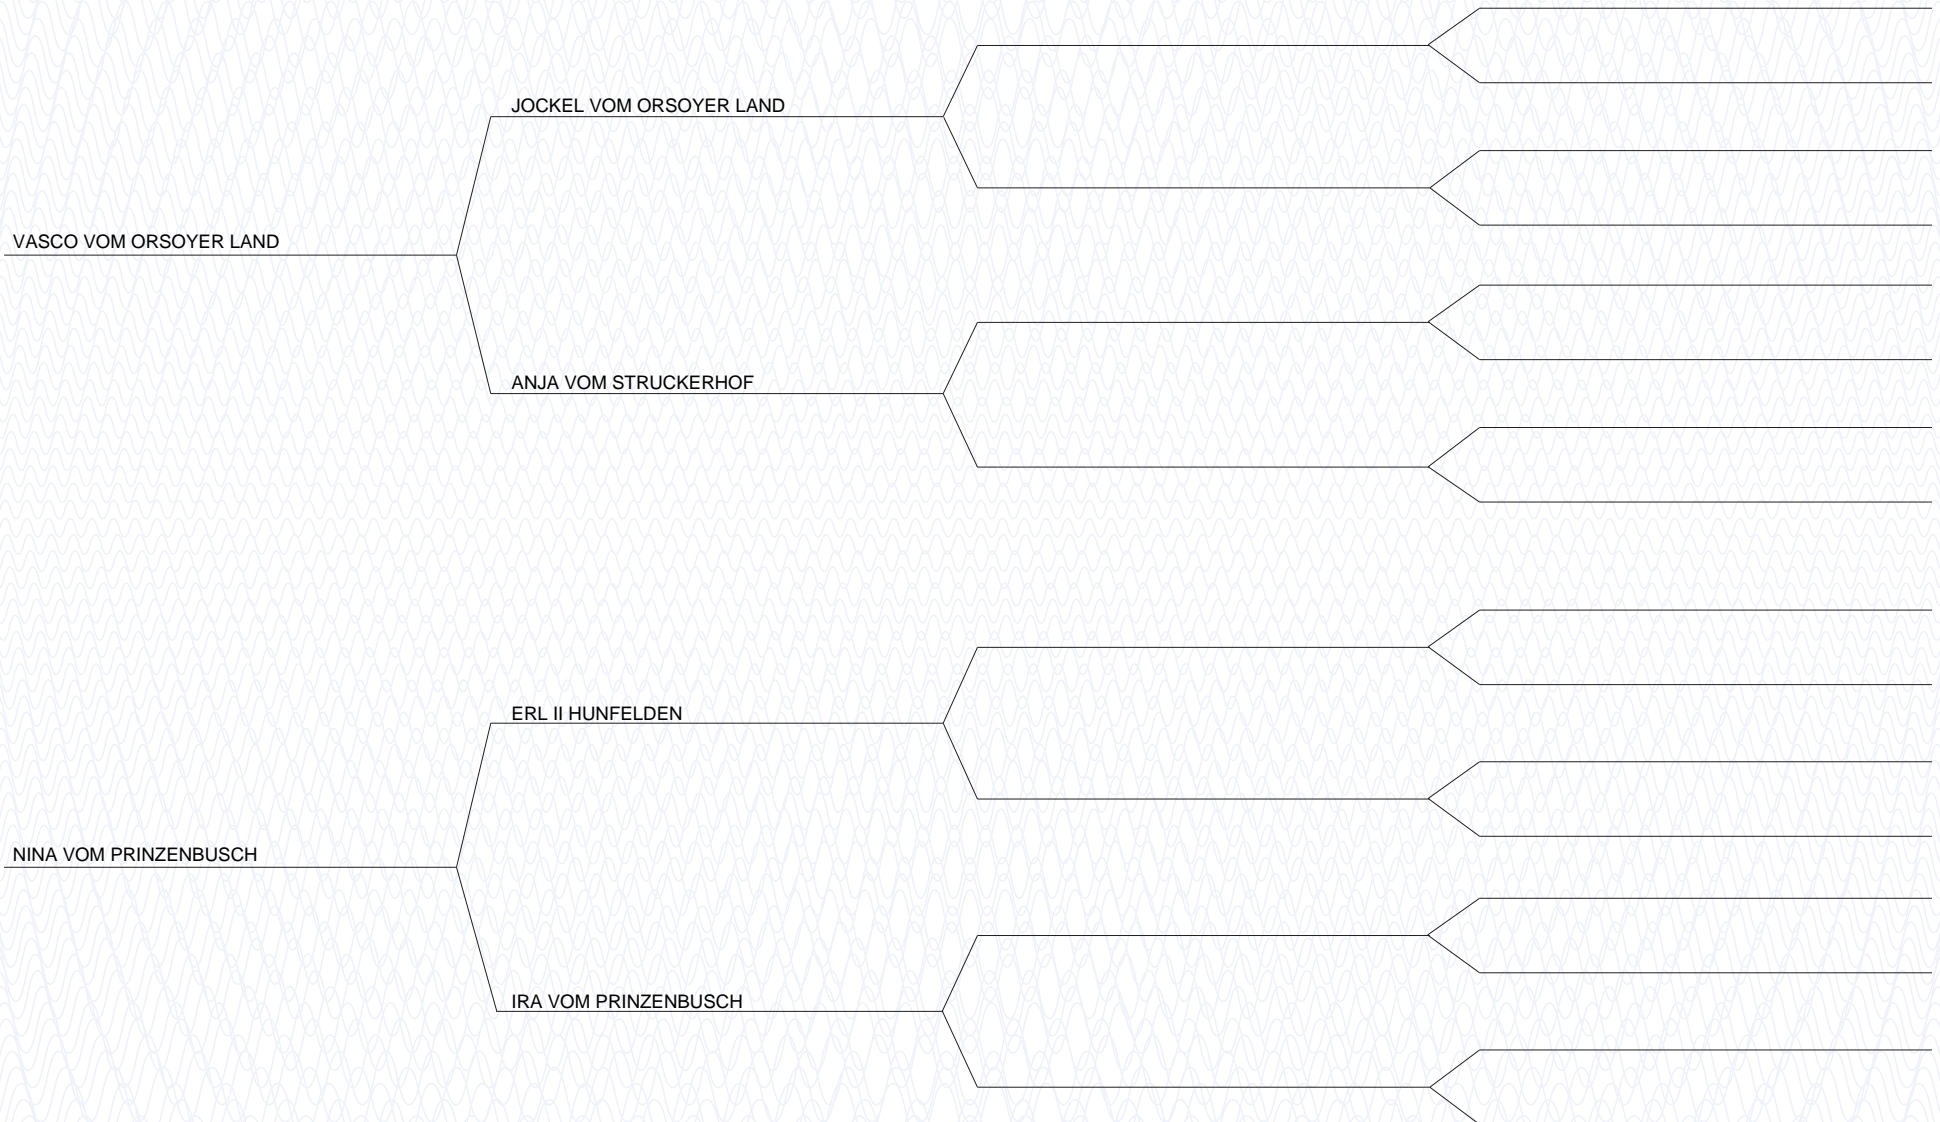 JOCKEL VOM ORSOYER LAND
VASCO VOM ORSOYER LAND
ANJA VOM STRUCKERHOF
ERL II HUNFELDEN
NINA VOM PRINZENBUSCH
IRA VOM PRINZENBUSCH